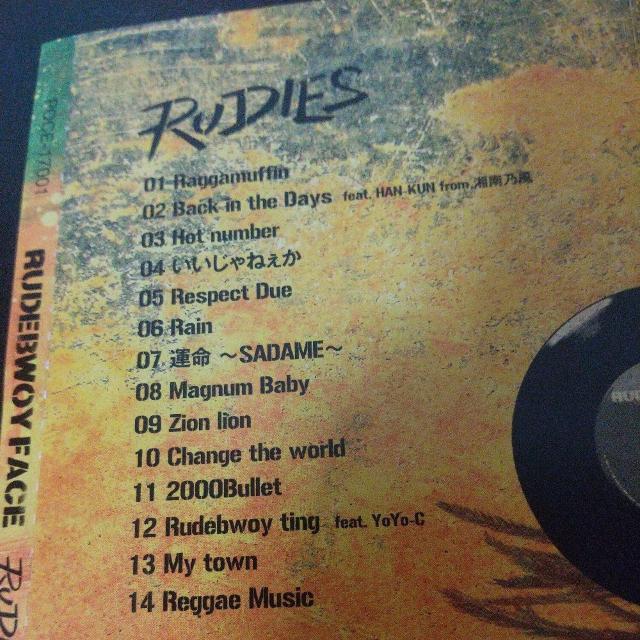 RUDIES
01 Raggamuffin
02 Back in the Days feat. HAN-KUN from 湘南乃風
03 Hot number
04 いいじゃねぇか
05 Respect Due
06 Rain
07 運命 ～SADAME～
08 Magnum Baby
09 Zion lion
10 Change the world
11 2000Bullet
12 Rudebwoy ting feat. YoYo-C
13 My town
14 Reggae Music
RUDEBWOY FACE